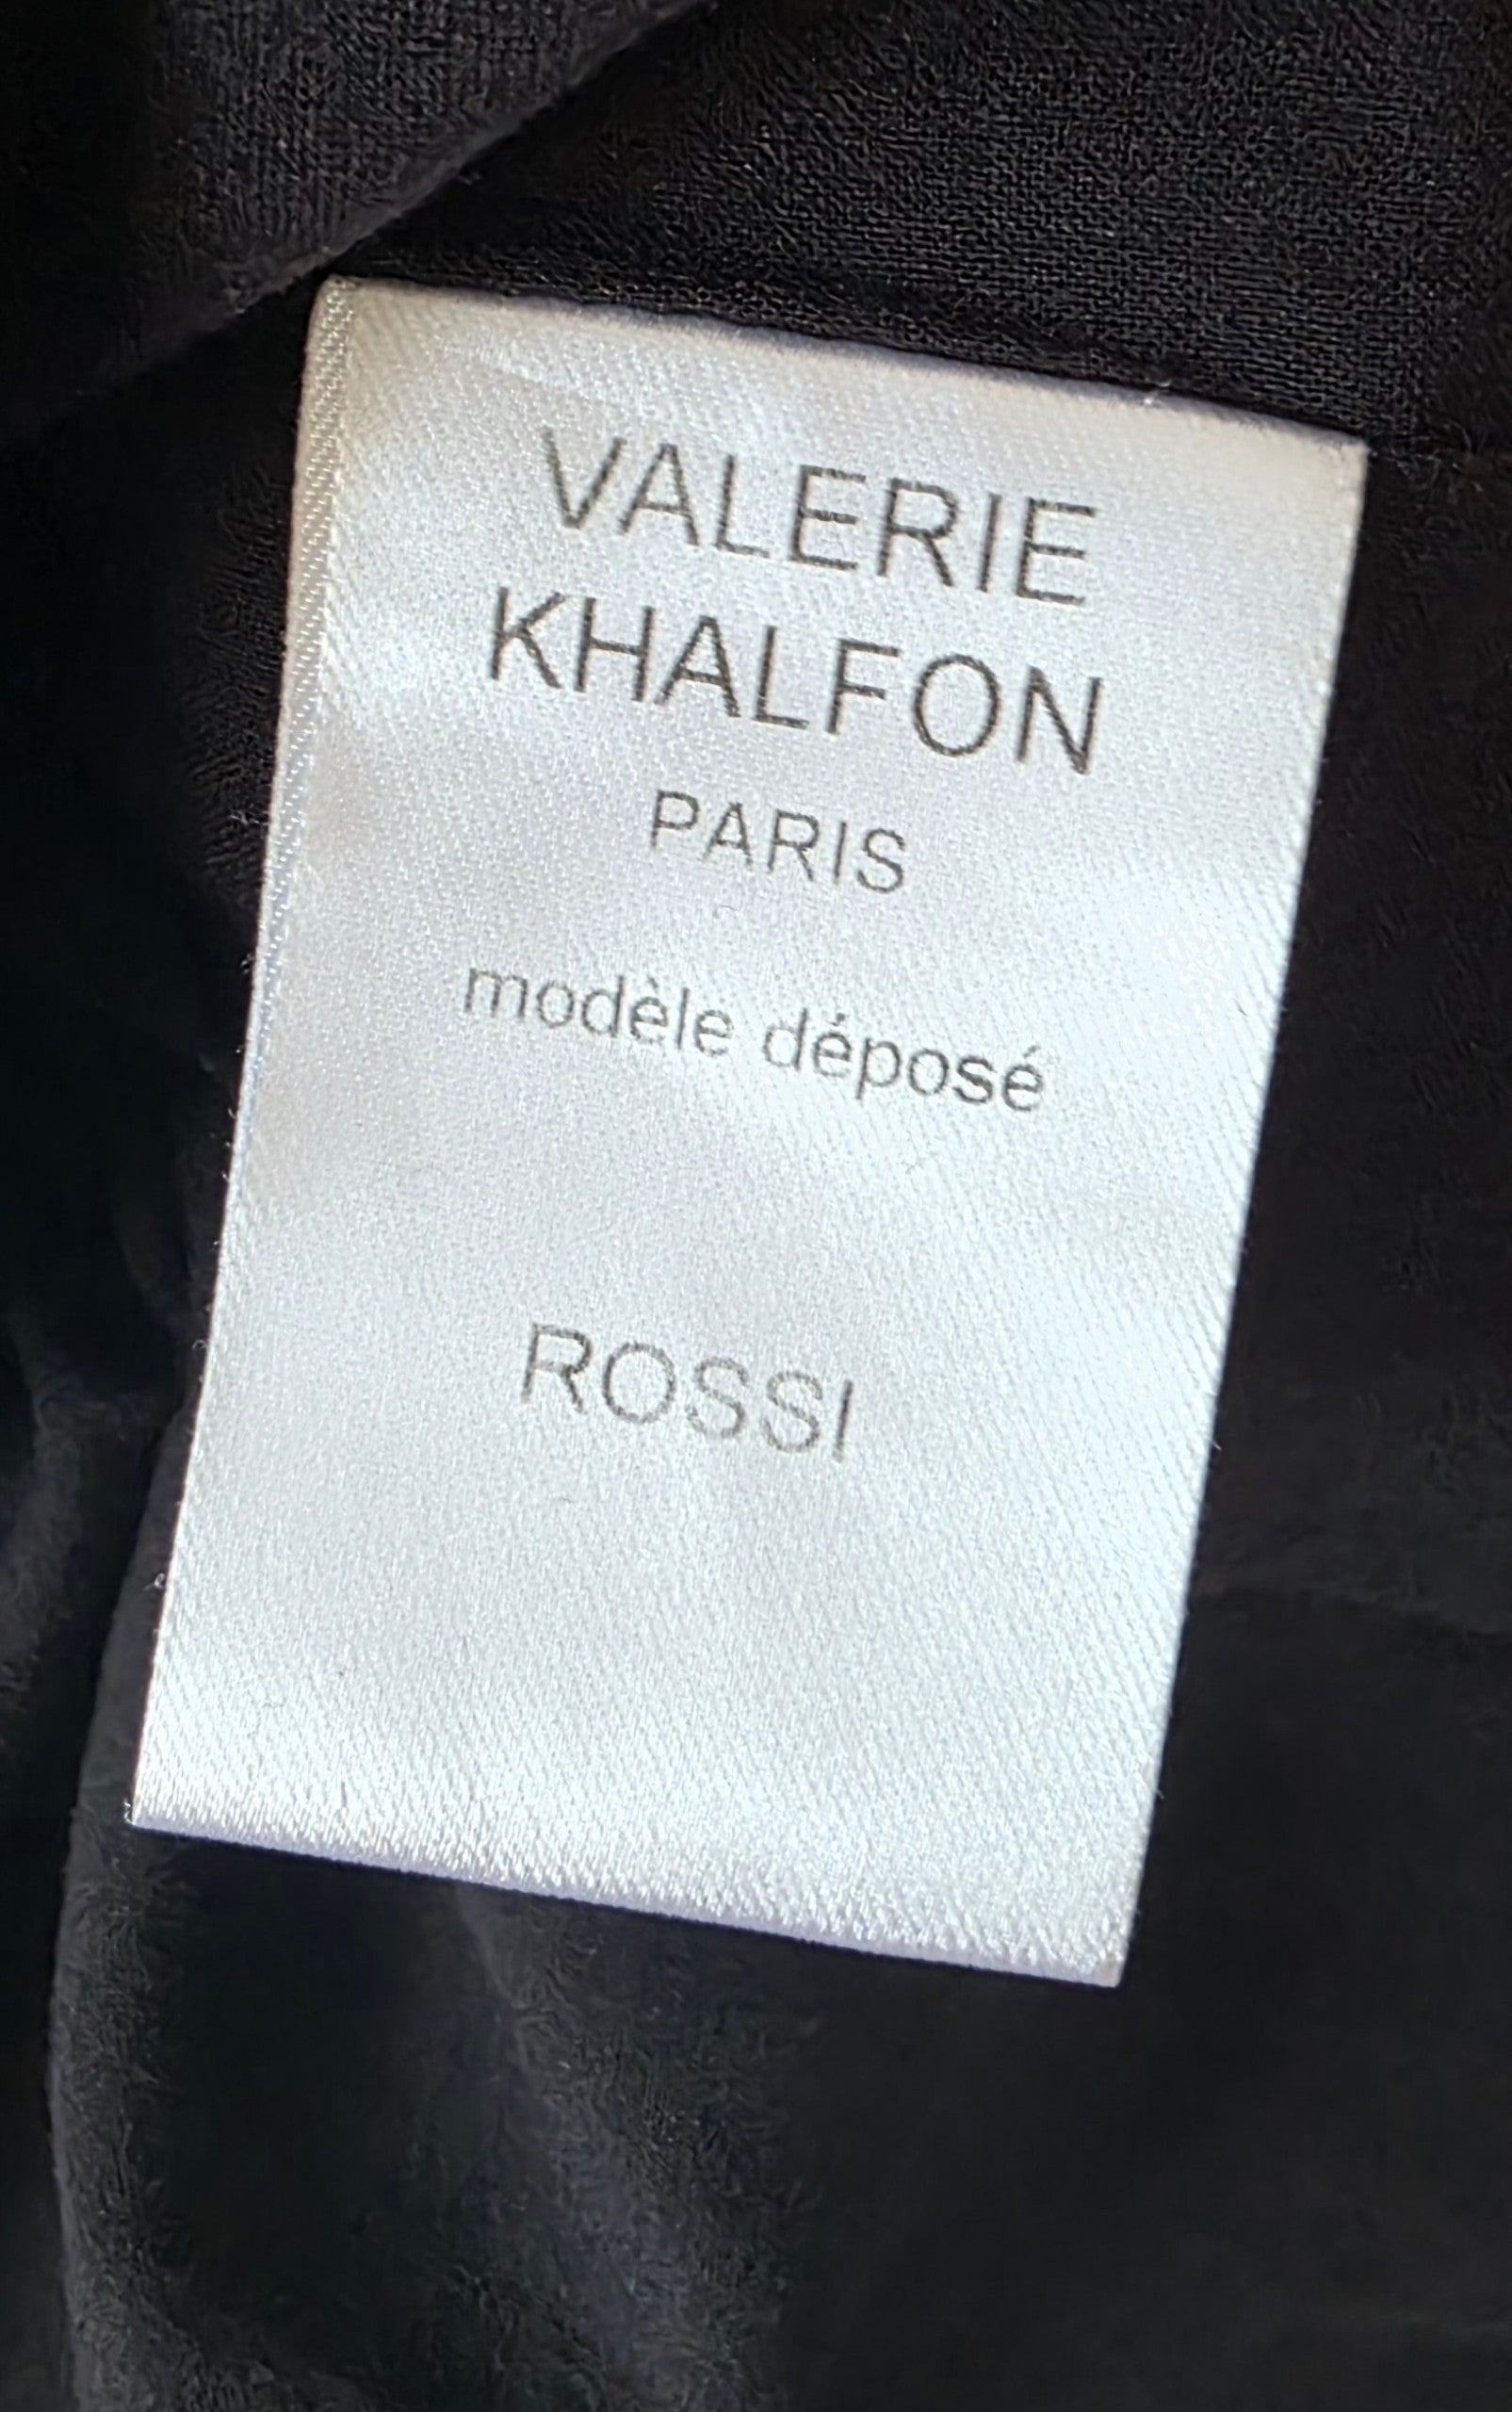 VALERIE
KHALFON
PARIS
modèle déposé
ROSSI